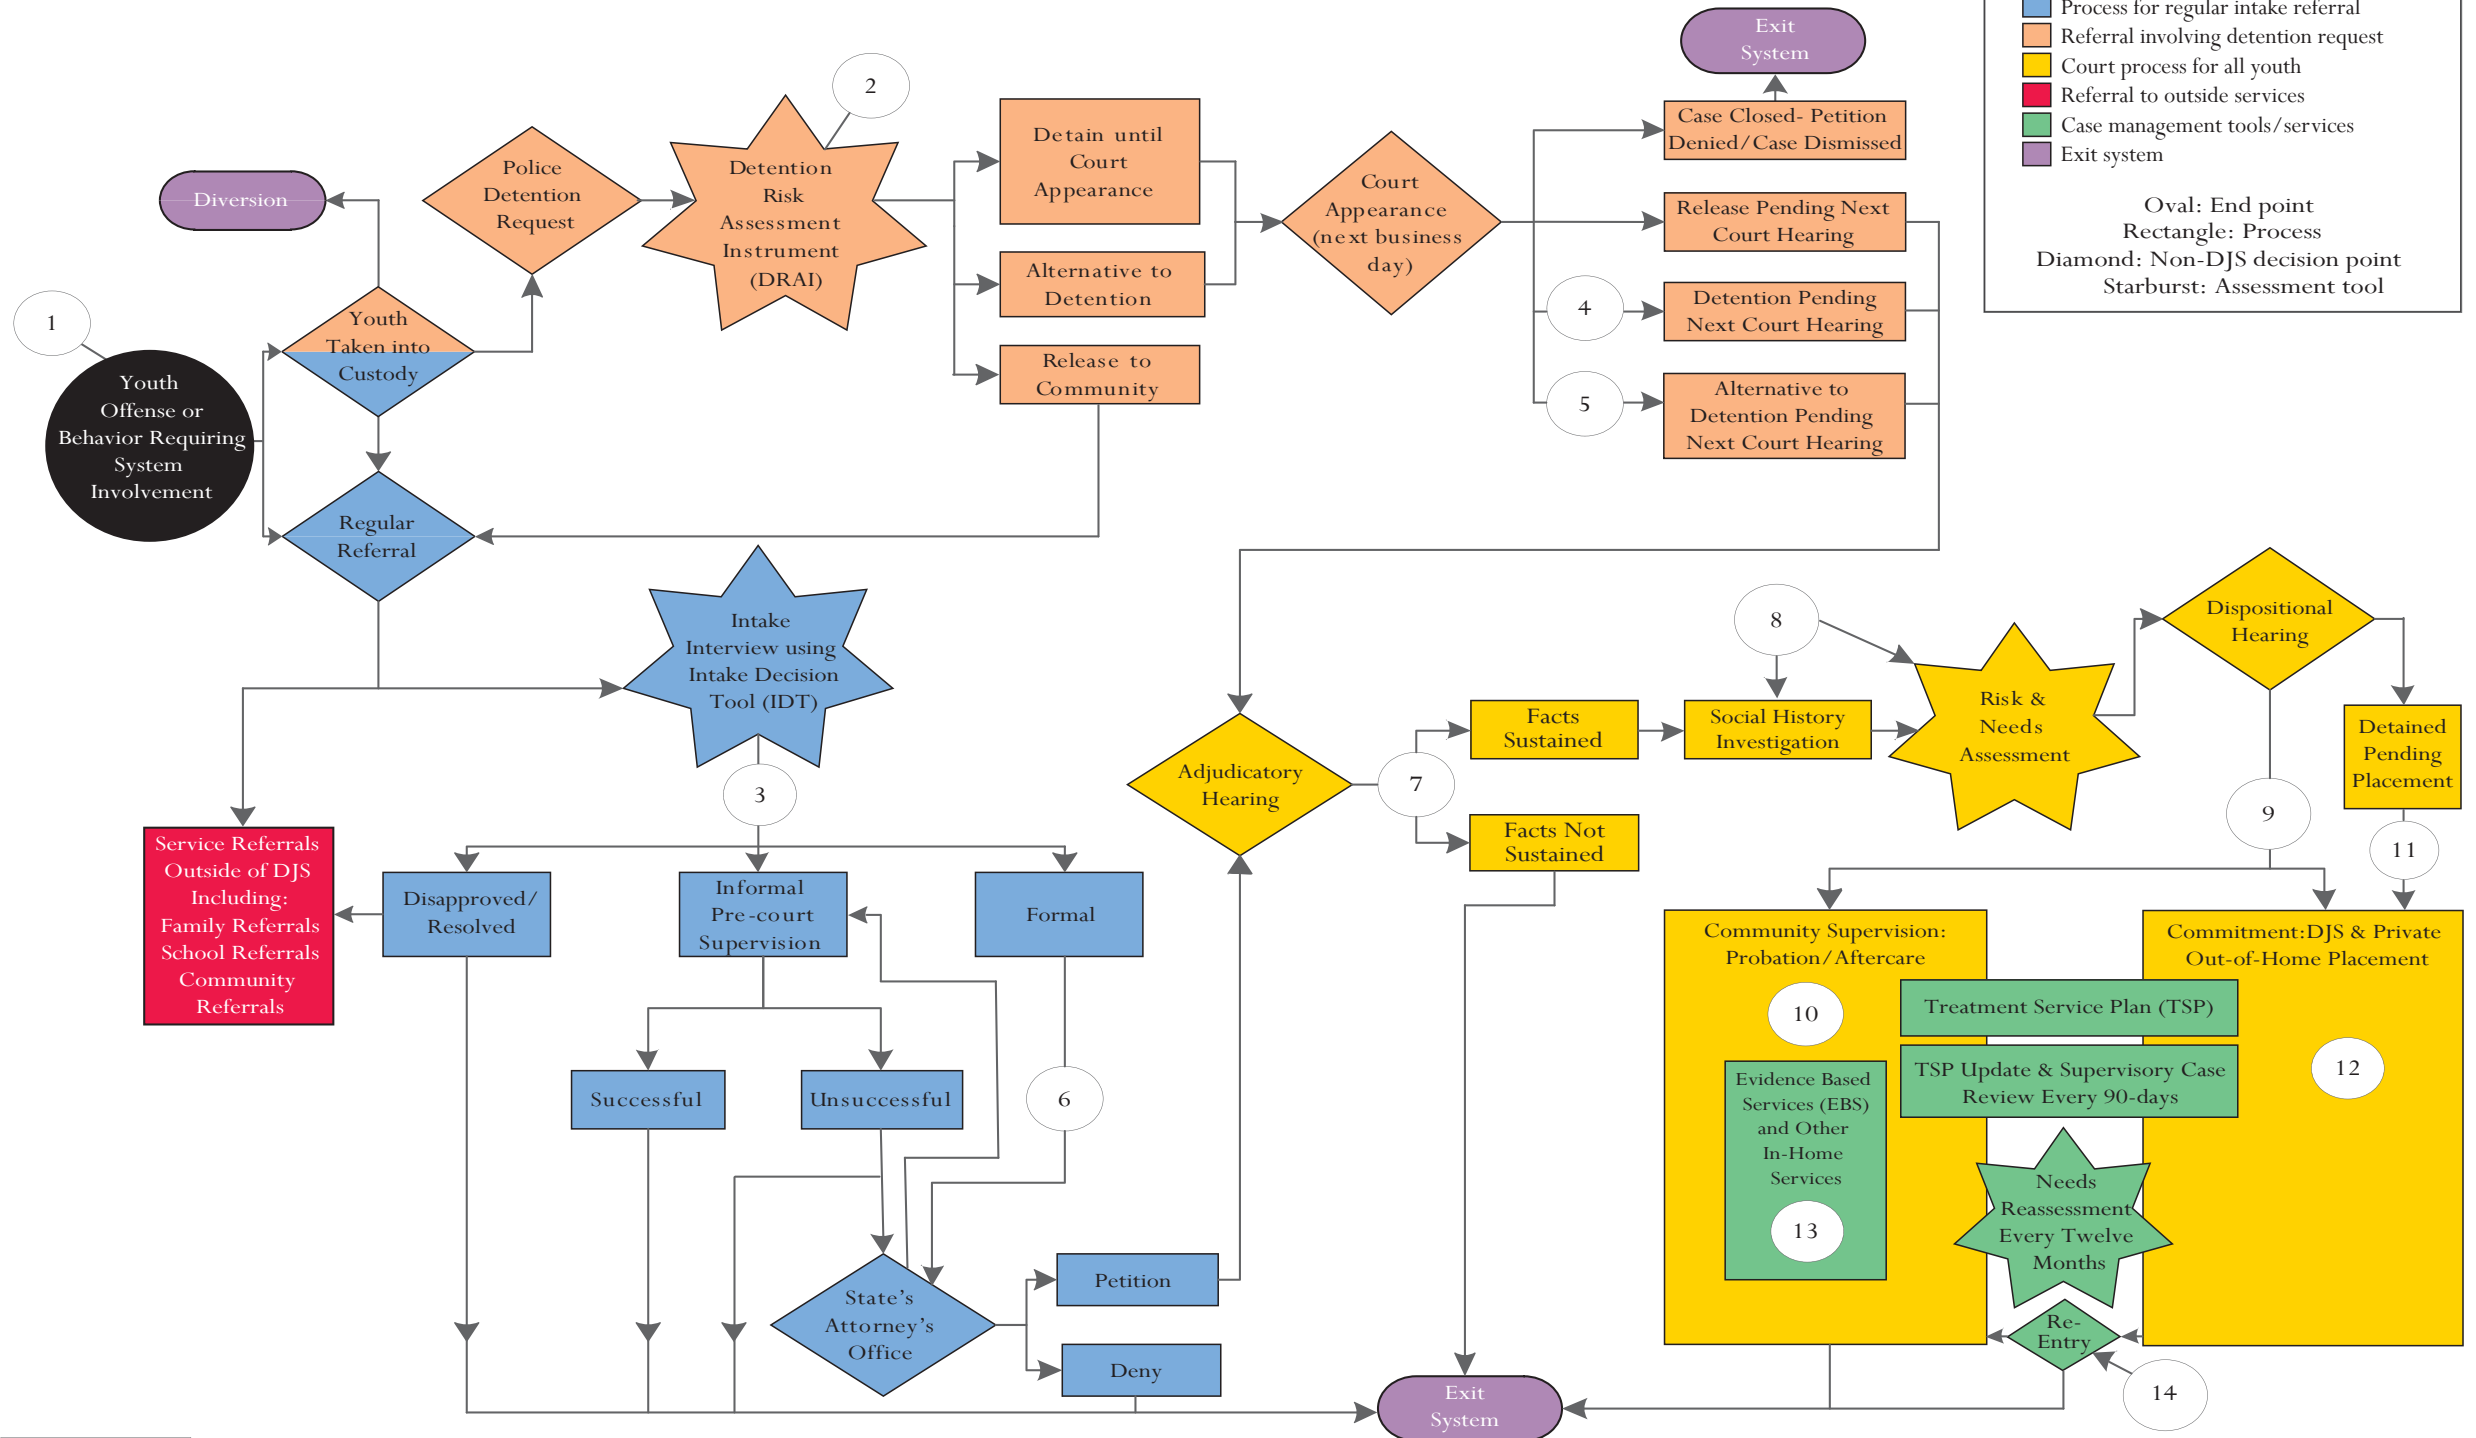 Process for regular intake referral
Referral involving detention request
Court process for all youth
Referral to outside services
Case management tools/services
Exit system
Oval: End point
Rectangle: Process
Diamond: Non-DJS decision point
Starburst: Assessment tool
Exit
System
2
Case Closed- Petition
Denied/Case Dismissed
Detain until
Court
Appearance
Police
Detention
Request
Detention
Risk
Assessment
Instrument
(DRAI)
Diversion
Court
Appearance
(next business
day)
Release Pending Next
Court Hearing
Alternative to
Detention
4
Detention Pending
Next Court Hearing
1
Youth
Taken into
Custody
Release to
Community
5
Alternative to
Detention Pending
Next Court Hearing
Youth
Offense or
Behavior Requiring
System
Involvement
Regular
Referral
Intake
Interview using
Intake Decision
Tool (IDT)
8
Dispositional
Hearing
Risk &
Needs
Assessment
Facts
Sustained
Social History
Investigation
Detained
Pending
Placement
Adjudicatory
Hearing
7
3
9
Facts Not
Sustained
11
Service Referrals
Outside of DJS
Including:
Family Referrals
School Referrals
Community
Referrals
Disapproved/
Resolved
Informal
Pre-court
Supervision
Formal
Community Supervision:
Probation/Aftercare
Commitment:DJS & Private
Out-of-Home Placement
10
Treatment Service Plan (TSP)
TSP Update & Supervisory Case
Review Every 90-days
12
Evidence Based
Services (EBS)
and Other
In-Home
Services
13
Successful
Unsuccessful
6
Needs
Reassessment
Every Twelve
Months
State's
Attorney's
Office
Petition
Deny
Re-
Entry
14
Exit
System